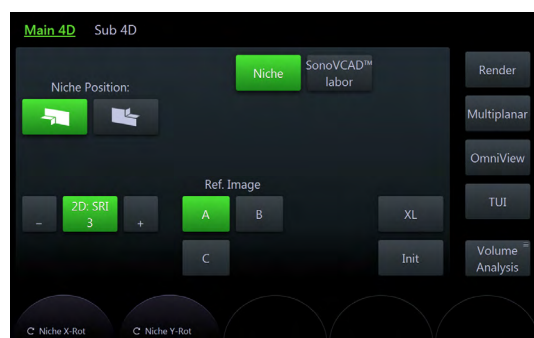 Main 4D Sub 4D
Niche SonoVCAD™
labor
Render
Niche Position:
Multiplanar
OmniView
Ref. Image
2D: SRI
– 3 +
A B
XL
TUI
C
Init
Volume =
Analysis
Niche X-Rot Niche Y-Rot